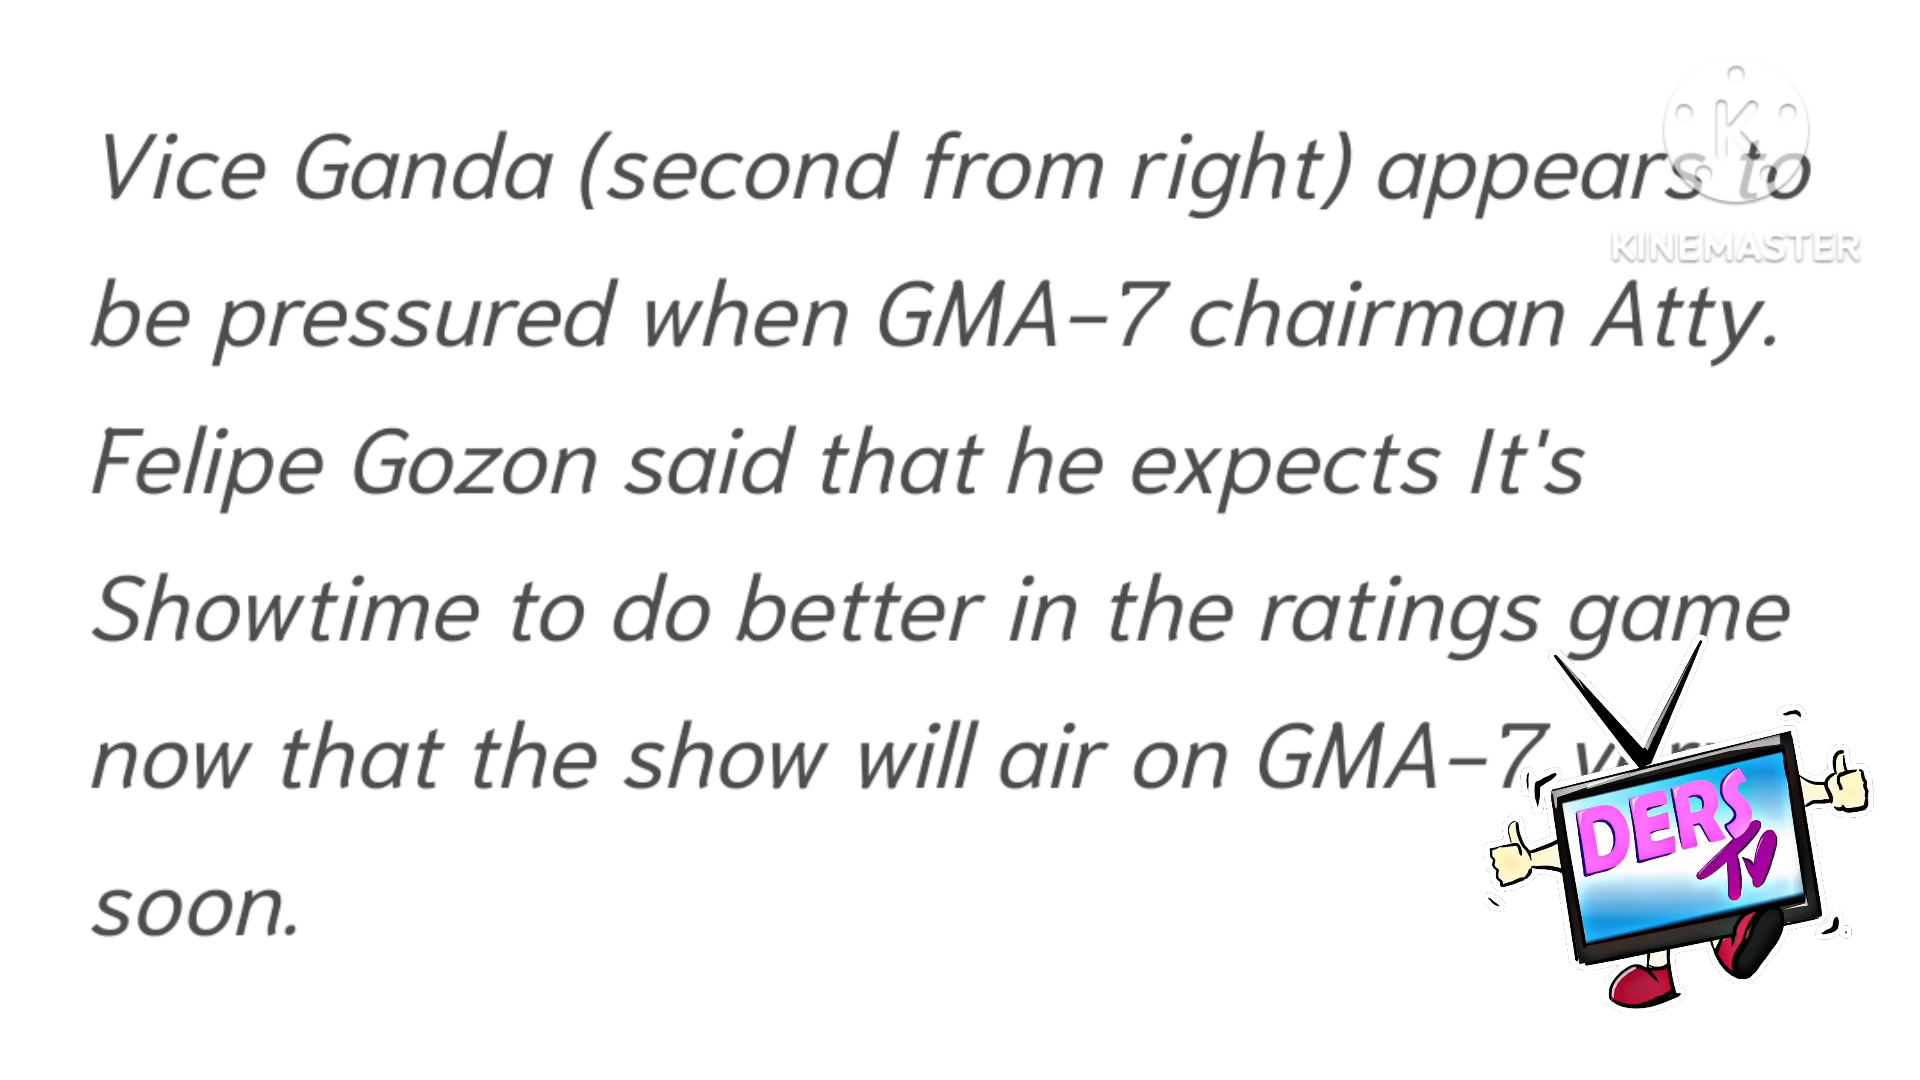 Vice Ganda (second from right) appears to
KINEMASTER
be pressured when GMA-7 chairman Atty.
Felipe Gozon said that he expects It's
Showtime to do better in the ratings game
now that the show will air on GMA-7
soon.
DERS
TV